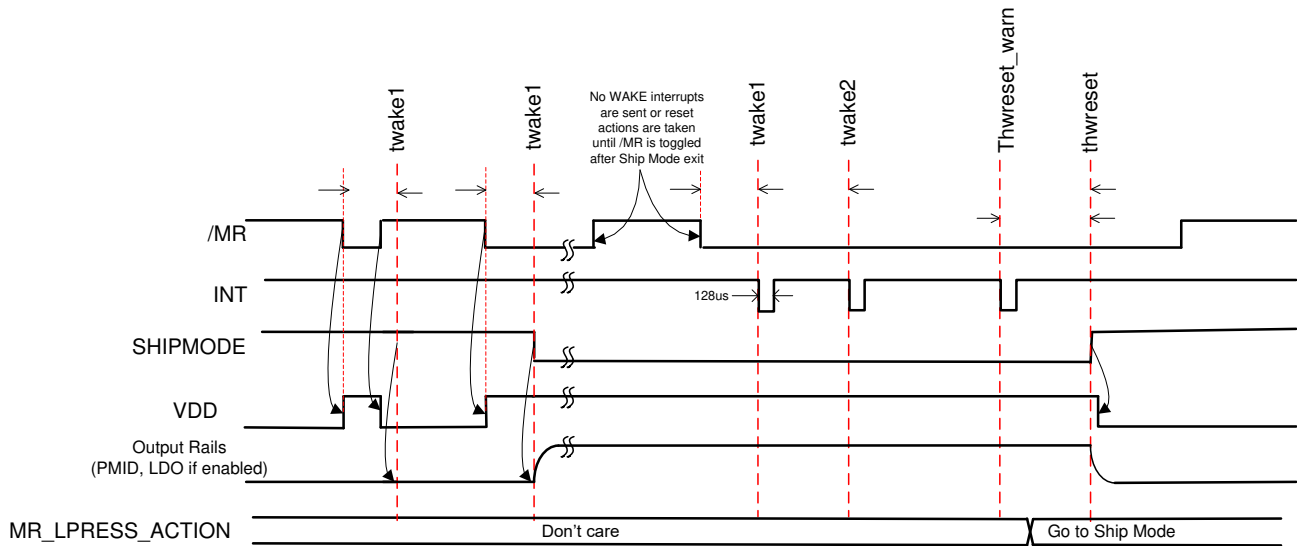 twake1
twake1
No WAKE interrupts
are sent or reset
actions are taken
until /MR is toggled
after Ship Mode exit
twake1
twake2
Thwreset_warn
thwreset
/MR
INT
128us
SHIPMODE
VDD
Output Rails
(PMID, LDO if enabled)
MR_LPRESS_ACTION
Don't care
Go to Ship Mode